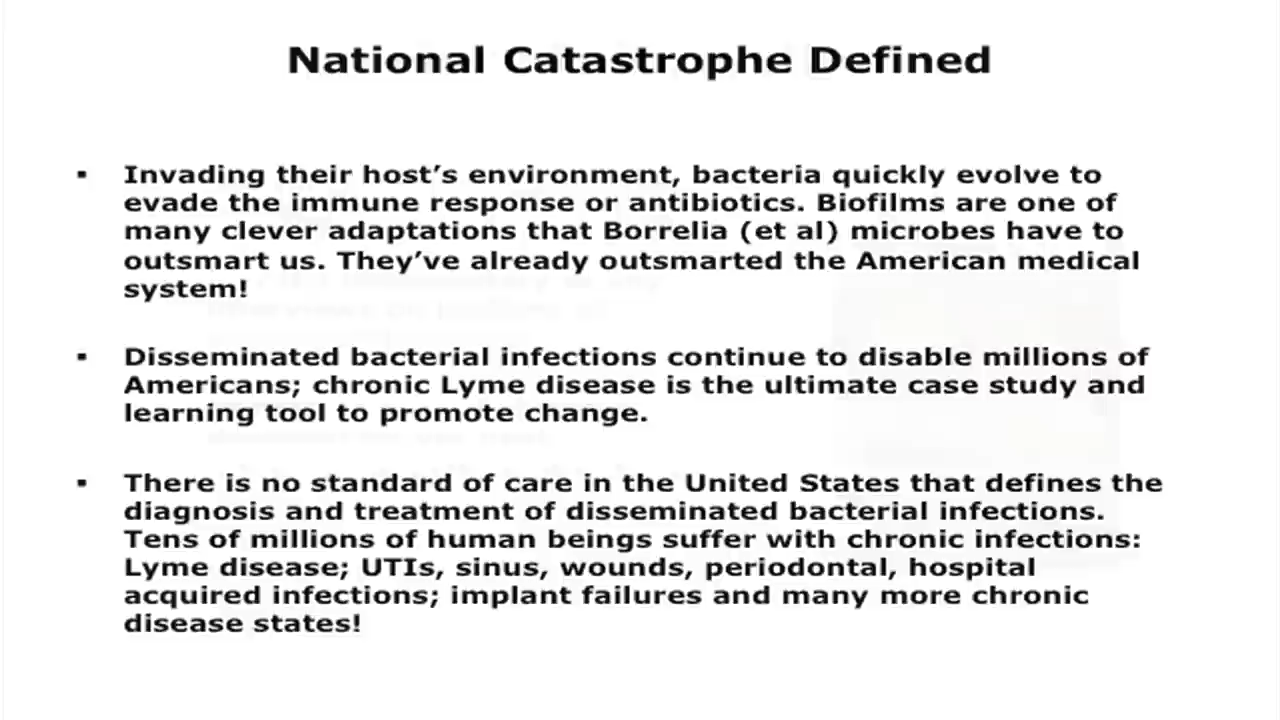 National Catastrophe Defined
▪ Invading their host’s environment, bacteria quickly evolve to
evade the immune response or antibiotics. Biofilms are one of
many clever adaptations that Borrelia (et al) microbes have to
outsmart us. They’ve already outsmarted the American medical
system!
▪ Disseminated bacterial infections continue to disable millions of
Americans; chronic Lyme disease is the ultimate case study and
learning tool to promote change.
▪ There is no standard of care in the United States that defines the
diagnosis and treatment of disseminated bacterial infections.
Tens of millions of human beings suffer with chronic infections:
Lyme disease; UTIs, sinus, wounds, periodontal, hospital
acquired infections; implant failures and many more chronic
disease states!